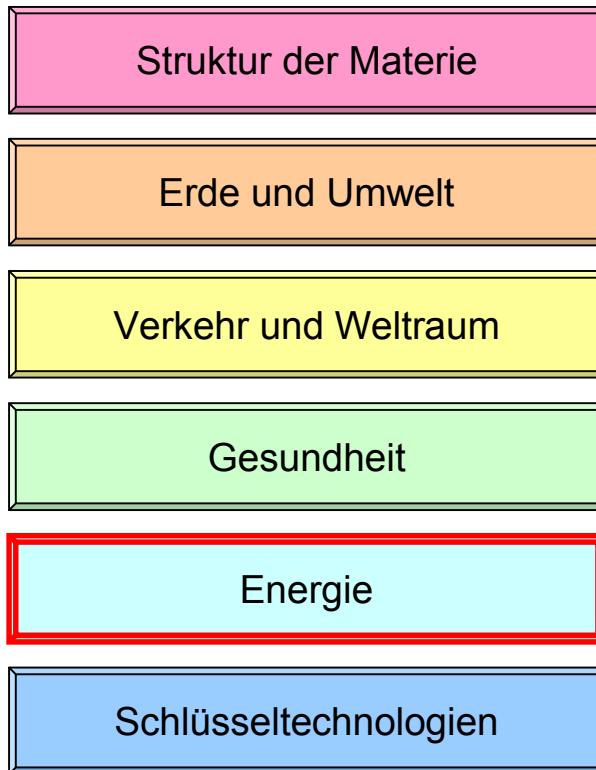 Struktur der Materie
Erde und Umwelt
Verkehr und Weltraum
Gesundheit
Energie
Schlüsseltechnologien